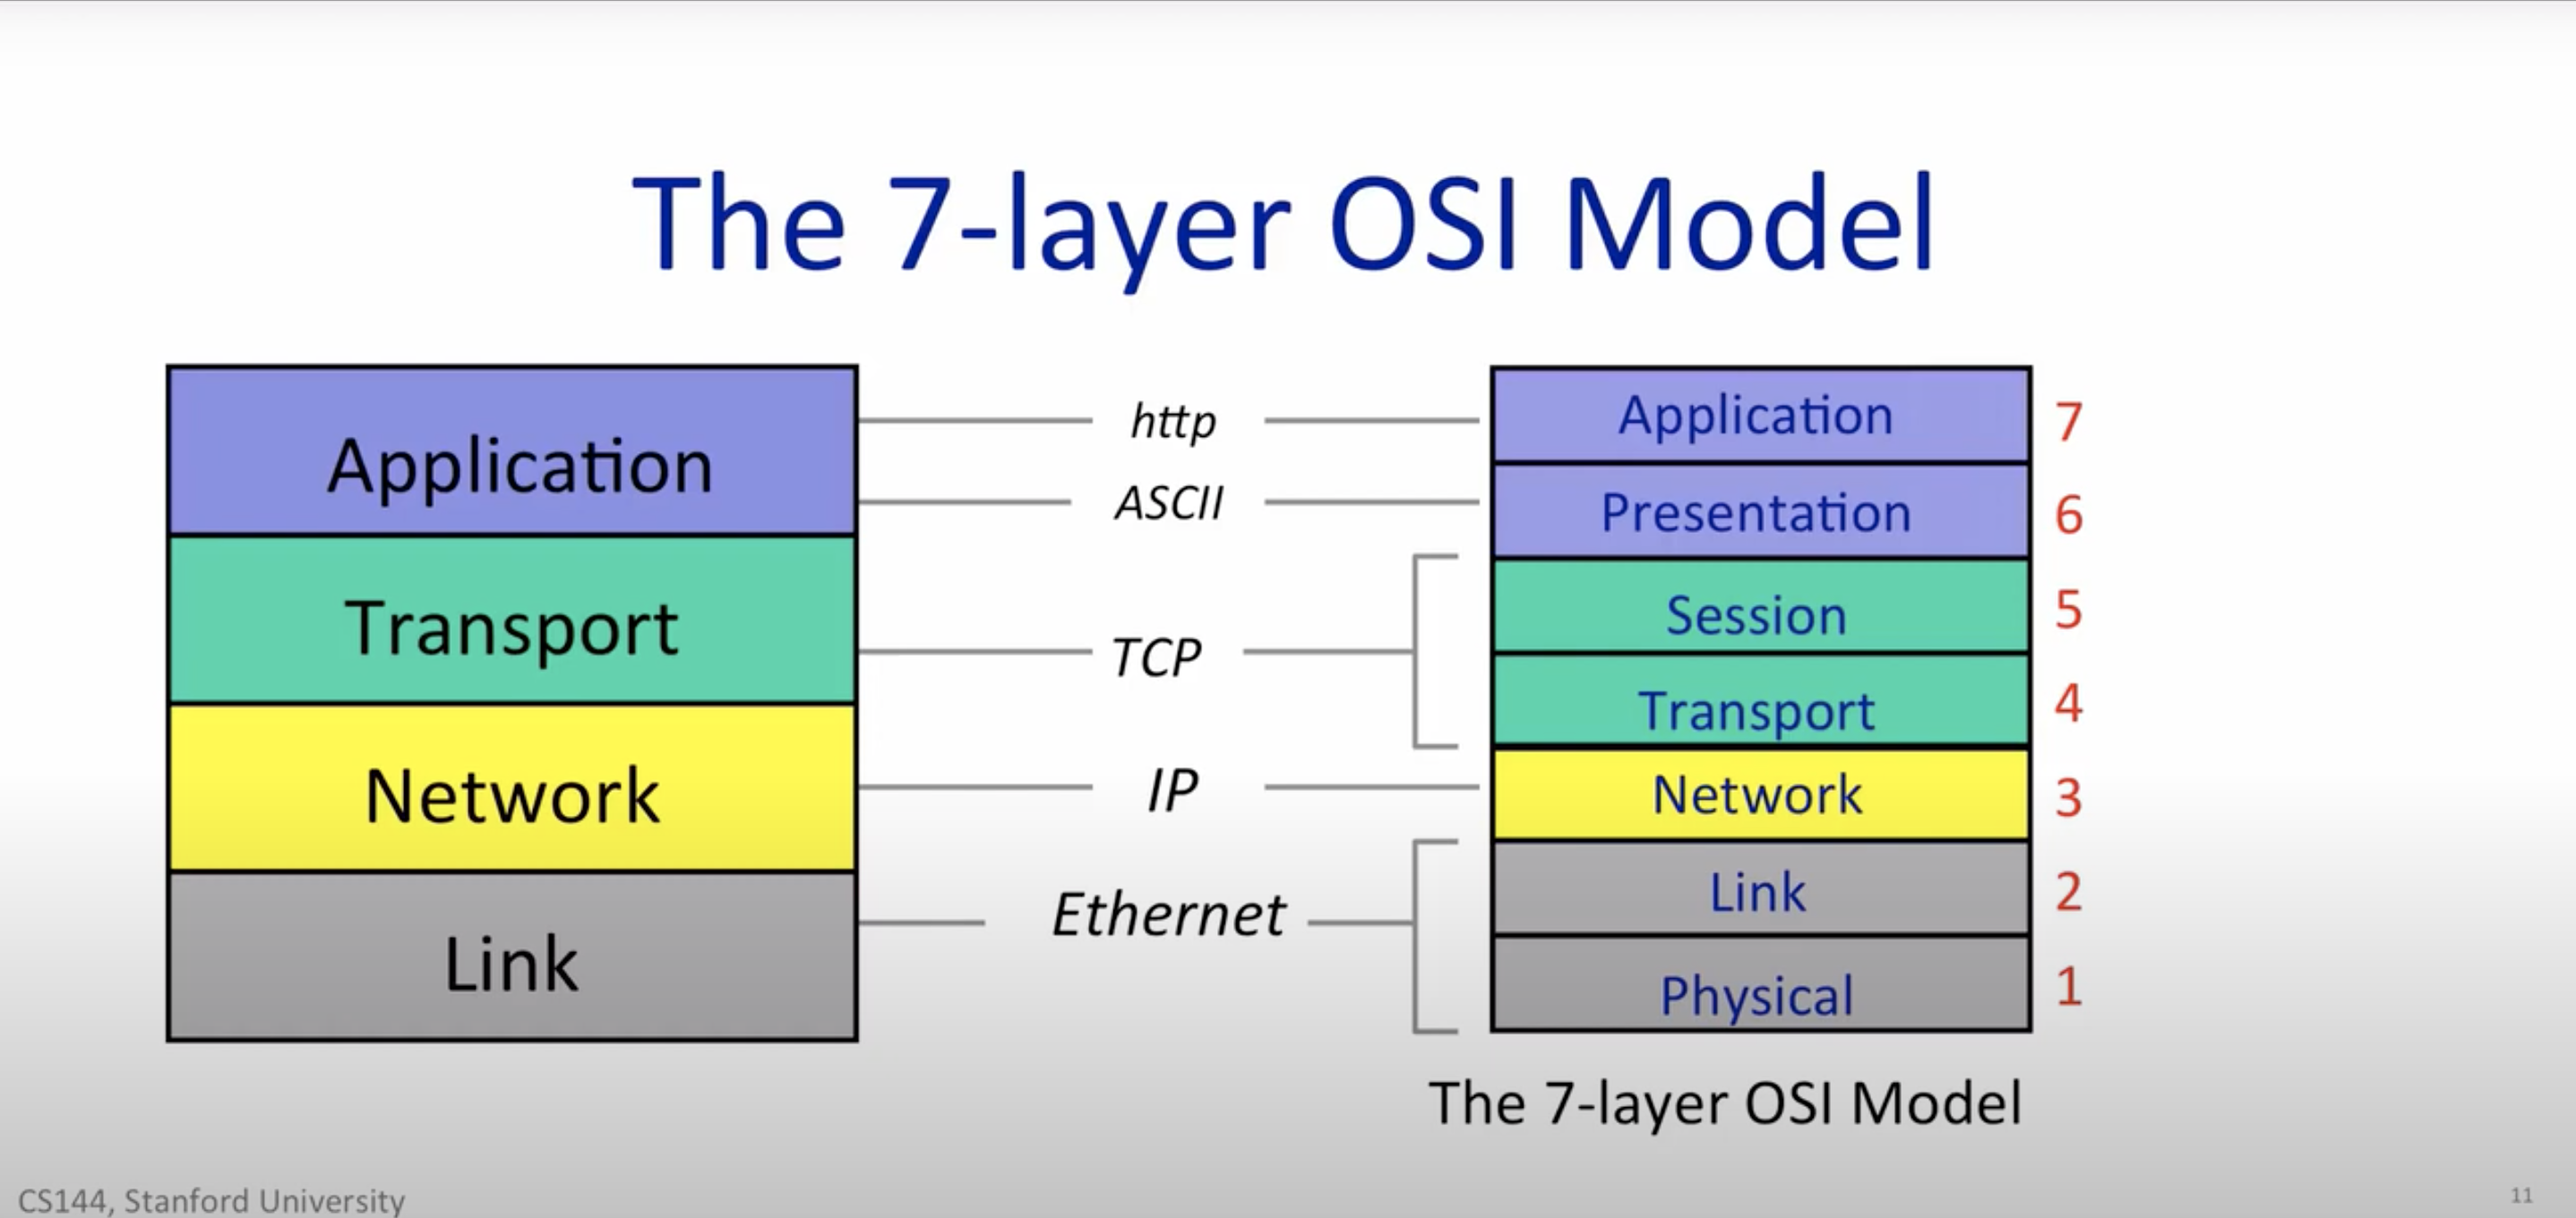 The 7-layer OSI Model
Application
Transport
Network
Link
http
ASCII
TCP
IP
Ethernet
Application 7
Presentation 6
Session 5
Transport 4
Network 3
Link 2
Physical 1
The 7-layer OSI Model
CS144, Stanford University
11